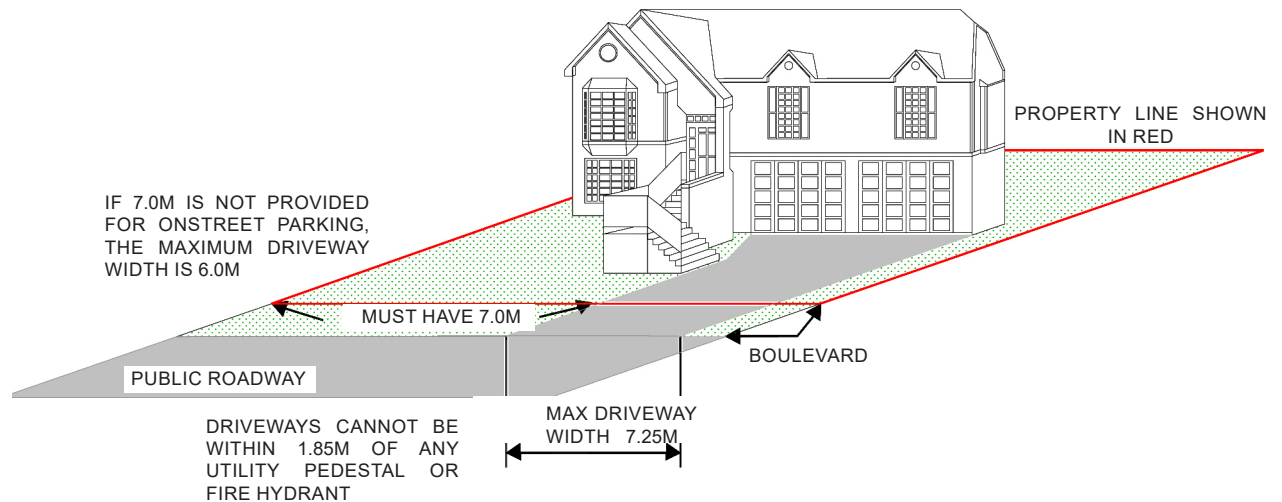 PROPERTY LINE SHOWN
IN RED
IF 7.0M IS NOT PROVIDED
FOR ONSTREET PARKING,
THE MAXIMUM DRIVEWAY
WIDTH IS 6.0M
MUST HAVE 7.0M
BOULEVARD
PUBLIC ROADWAY
MAX DRIVEWAY
WIDTH 7.25M
DRIVEWAYS CANNOT BE
WITHIN 1.85M OF ANY
UTILITY PEDESTAL OR
FIRE HYDRANT